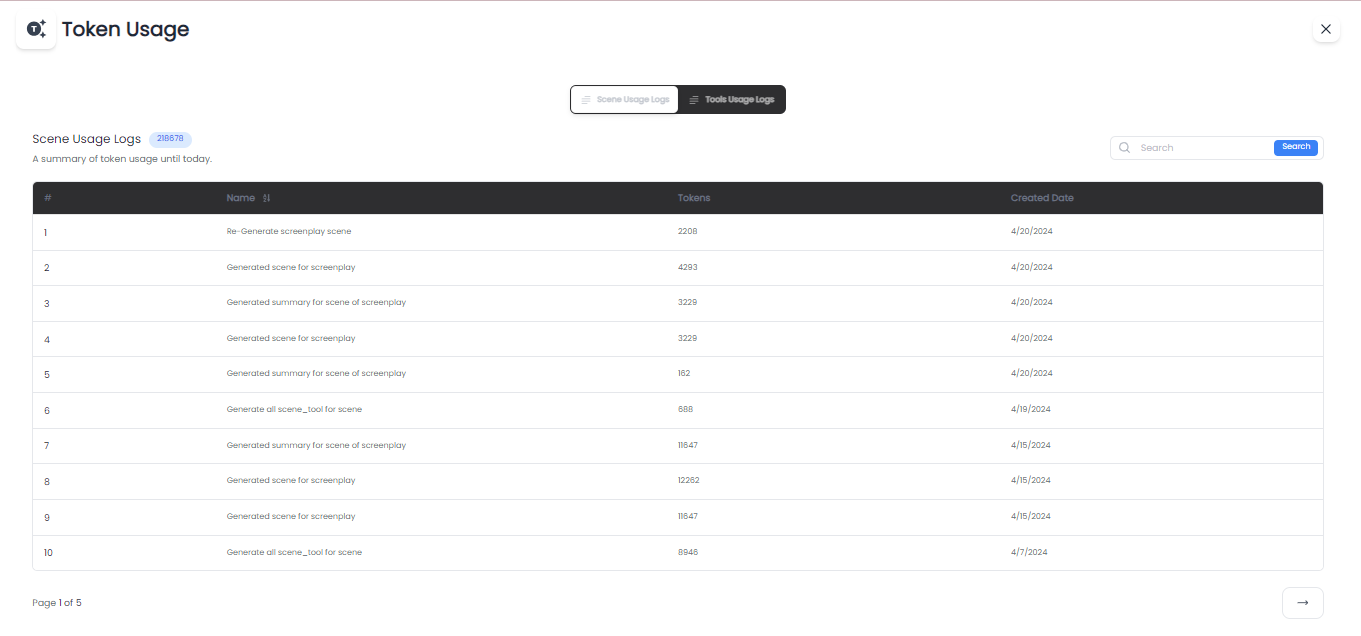 Token Usage
Scene Usage Logs Tools Usage Logs
Scene Usage Logs 218678
A summary of token usage until today.
Search Search
# Name Tokens Created Date
1 Re-Generate screenplay scene 2208 4/20/2024
2 Generated scene for screenplay 4293 4/20/2024
3 Generated summary for scene of screenplay 3229 4/20/2024
4 Generated scene for screenplay 3229 4/20/2024
5 Generated summary for scene of screenplay 162 4/20/2024
6 Generate all scene_tool for scene 688 4/19/2024
7 Generated summary for scene of screenplay 11647 4/15/2024
8 Generated scene for screenplay 12262 4/15/2024
9 Generated scene for screenplay 11647 4/15/2024
10 Generate all scene_tool for scene 8946 4/7/2024
Page 1 of 5